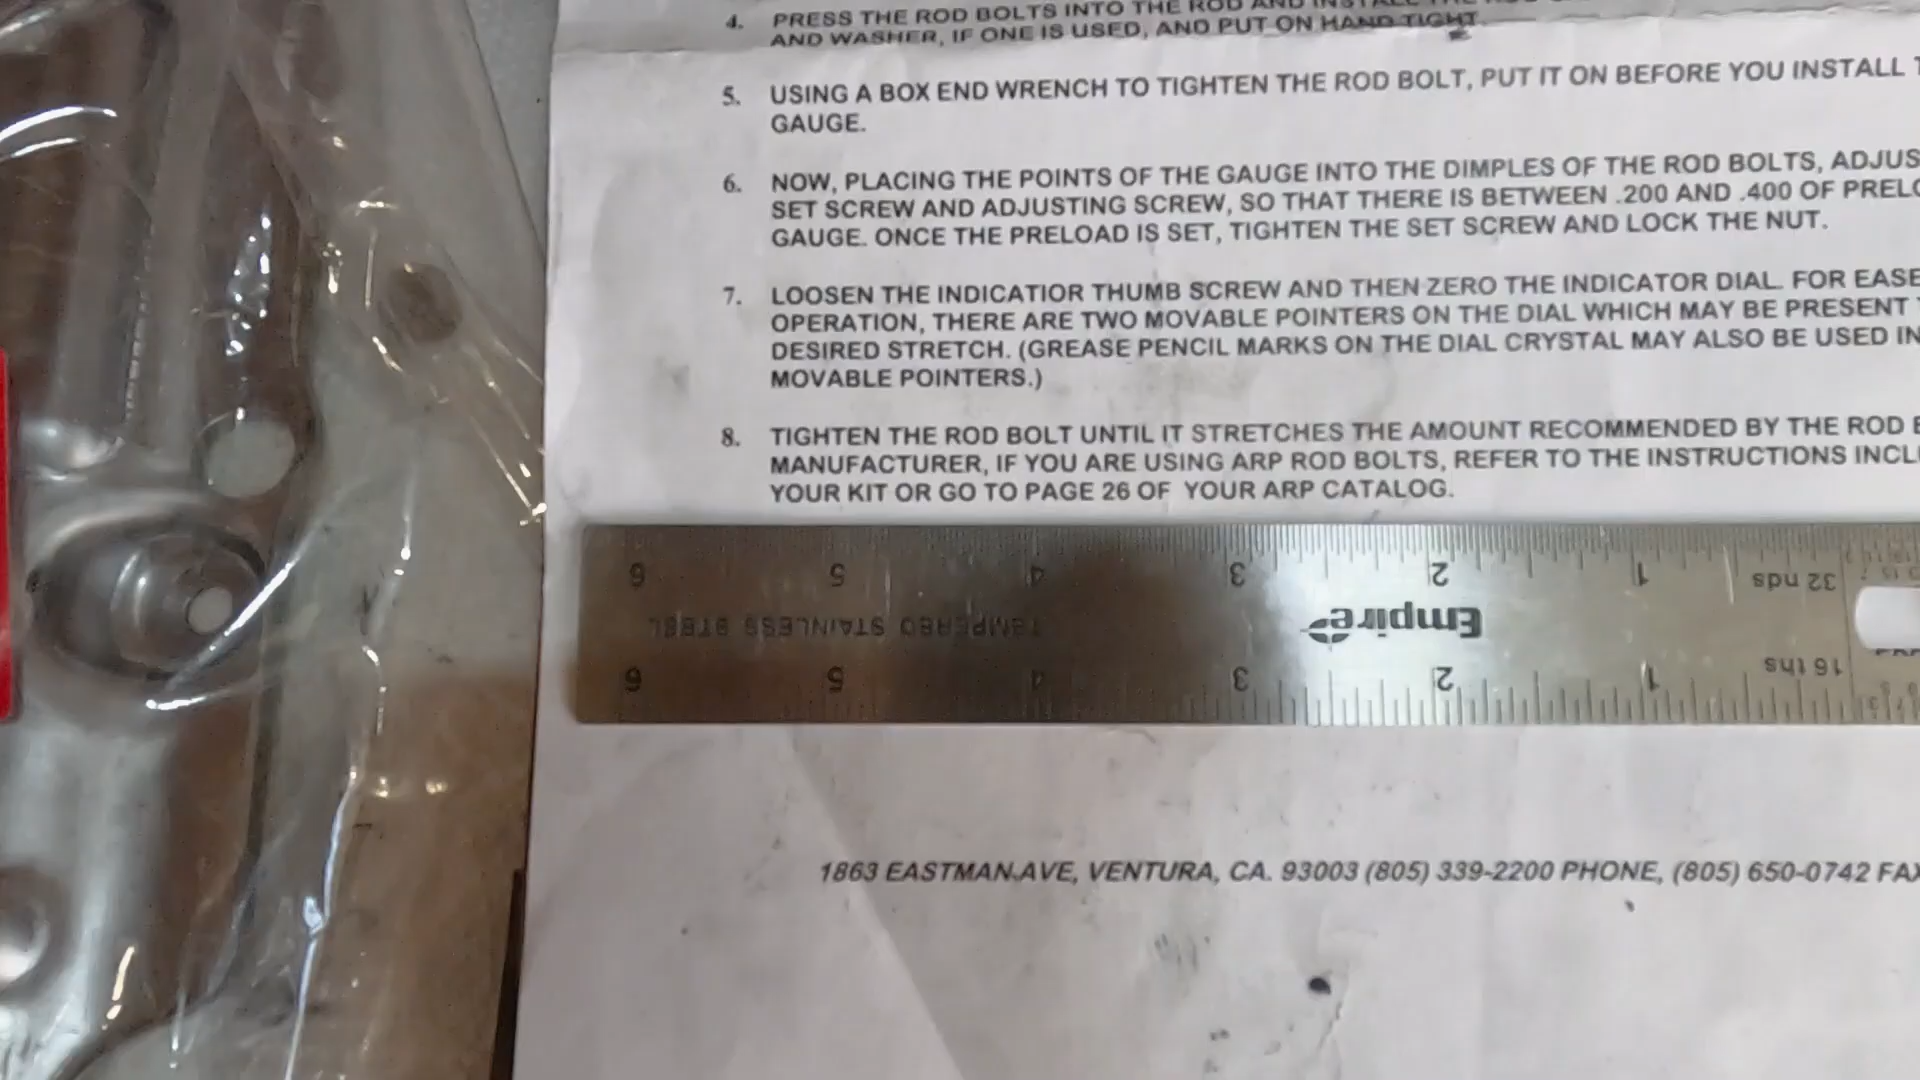 4. PRESS THE ROD BOLTS INTO THE ROD AND INSTALL THE
AND WASHER, IF ONE IS USED, AND PUT ON HAND TIGHT.
5. USING A BOX END WRENCH TO TIGHTEN THE ROD BOLT, PUT IT ON BEFORE YOU INSTALL
GAUGE.
6. NOW, PLACING THE POINTS OF THE GAUGE INTO THE DIMPLES OF THE ROD BOLTS, ADJUS
SET SCREW AND ADJUSTING SCREW, SO THAT THERE IS BETWEEN .200 AND .400 OF PRELO
GAUGE. ONCE THE PRELOAD IS SET, TIGHTEN THE SET SCREW AND LOCK THE NUT.
7. LOOSEN THE INDICATIOR THUMB SCREW AND THEN ZERO THE INDICATOR DIAL. FOR EASE
OPERATION, THERE ARE TWO MOVABLE POINTERS ON THE DIAL WHICH MAY BE PRESENT
DESIRED STRETCH. (GREASE PENCIL MARKS ON THE DIAL CRYSTAL MAY ALSO BE USED IN
MOVABLE POINTERS.)
8. TIGHTEN THE ROD BOLT UNTIL IT STRETCHES THE AMOUNT RECOMMENDED BY THE ROD
MANUFACTURER, IF YOU ARE USING ARP ROD BOLTS, REFER TO THE INSTRUCTIONS INCL
YOUR KIT OR GO TO PAGE 26 OF YOUR ARP CATALOG.
6 5 4 3 2 1 32 nds
Empire
TEMPERED STAINLESS STEEL
6 5 4 3 2 1 16 ths
1863 EASTMAN AVE, VENTURA, CA. 93003 (805) 339-2200 PHONE, (805) 650-0742 FAX